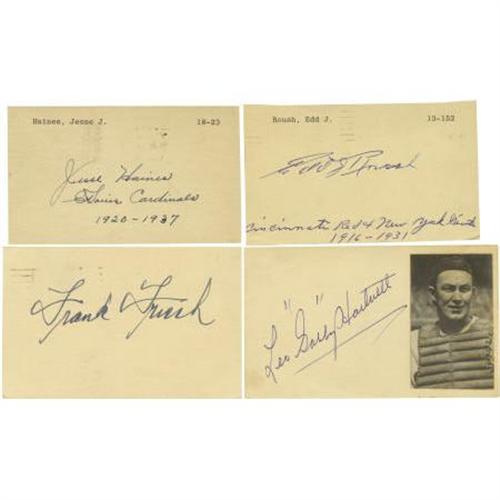 Haines, Jesse J. 18-23
Jesse Haines
St Louis Cardinals
1920-1937
Roush, Edd J. 13-152
Edd J Roush
Cincinnati Reds New York Giants
1916-1931
Frank Frisch
Leo "Gabby" Hartnett